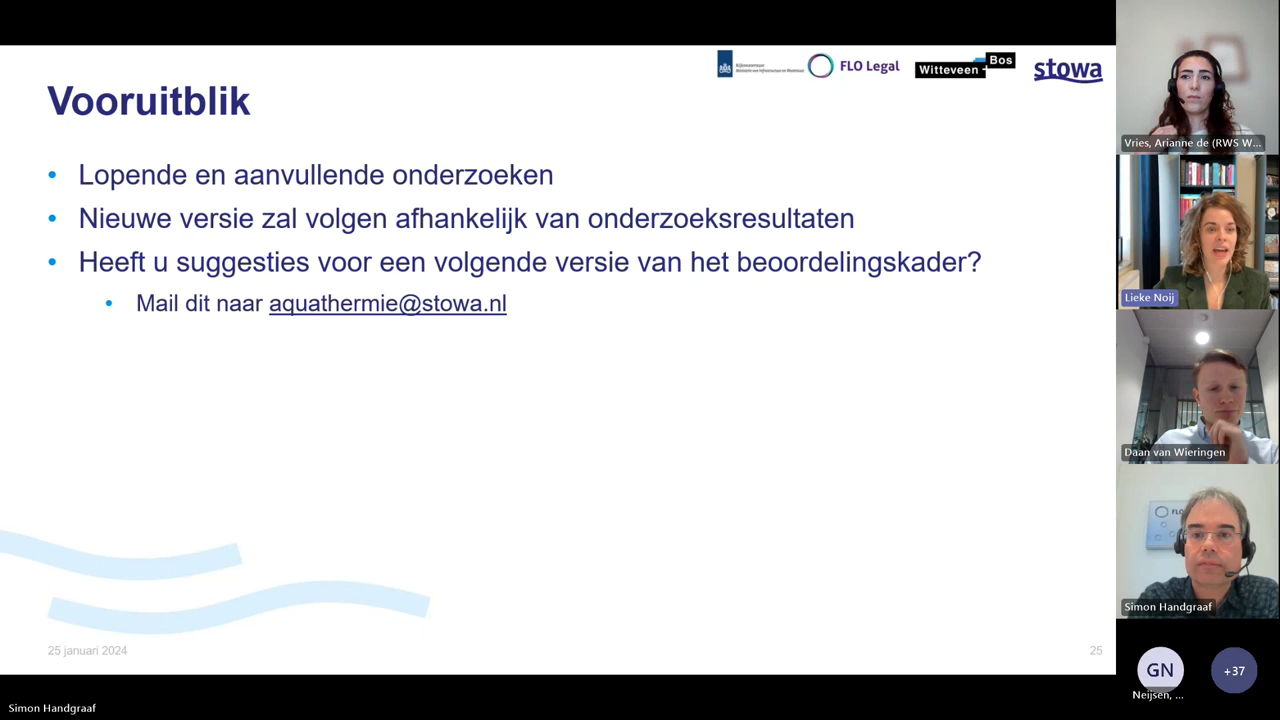 FLO Legal
Witteveen + Bos
stowa
Vooruitblik
• Lopende en aanvullende onderzoeken
• Nieuwe versie zal volgen afhankelijk van onderzoeksresultaten
• Heeft u suggesties voor een volgende versie van het beoordelingskader?
• Mail dit naar aquathermie@stowa.nl
25 januari 2024
25
Vries, Arianne de (RWS W...
Lieke Noij
Daan van Wieringen
FLO
Simon Handgraaf
GN
Neijsen, ...
+37
Simon Handgraaf